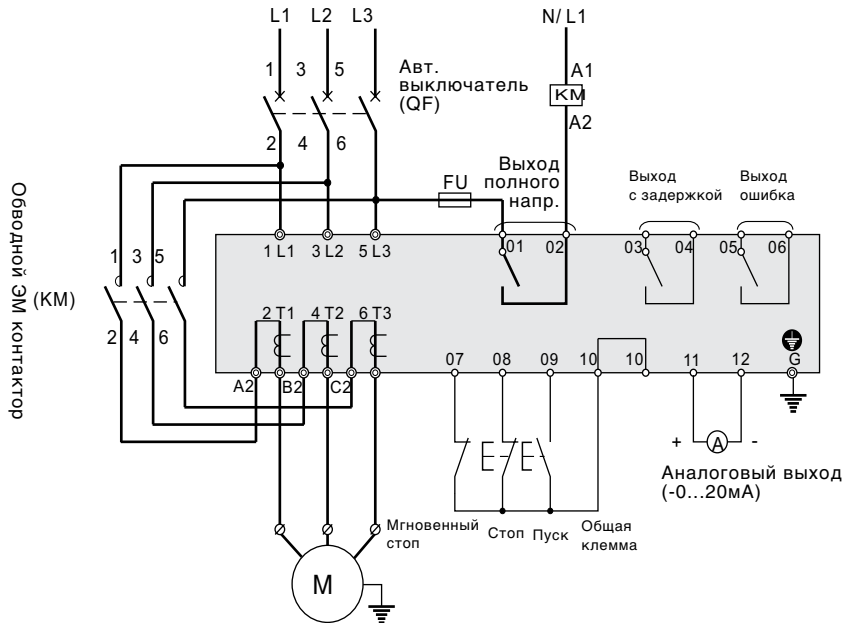 L1 L2 L3 N/L1
1 3 5
Авт.
выключатель
(QF)
A1
KM
A2
2 4 6
FU
Выход
полного
напр.
Выход
с задержкой
Выход
ошибка
Обводной ЭМ контактор
(KM)
1 3 5
2 4 6
1 L1 3 L2 5 L3
01 02 03 04 05 06
2 T1 4 T2 6 T3
A2 B2 C2
07 08 09 10 10 11 12 G
+ A -
Аналоговый выход
(-0...20мА)
Мгновенный
стоп
Стоп
Пуск
Общая
клемма
M